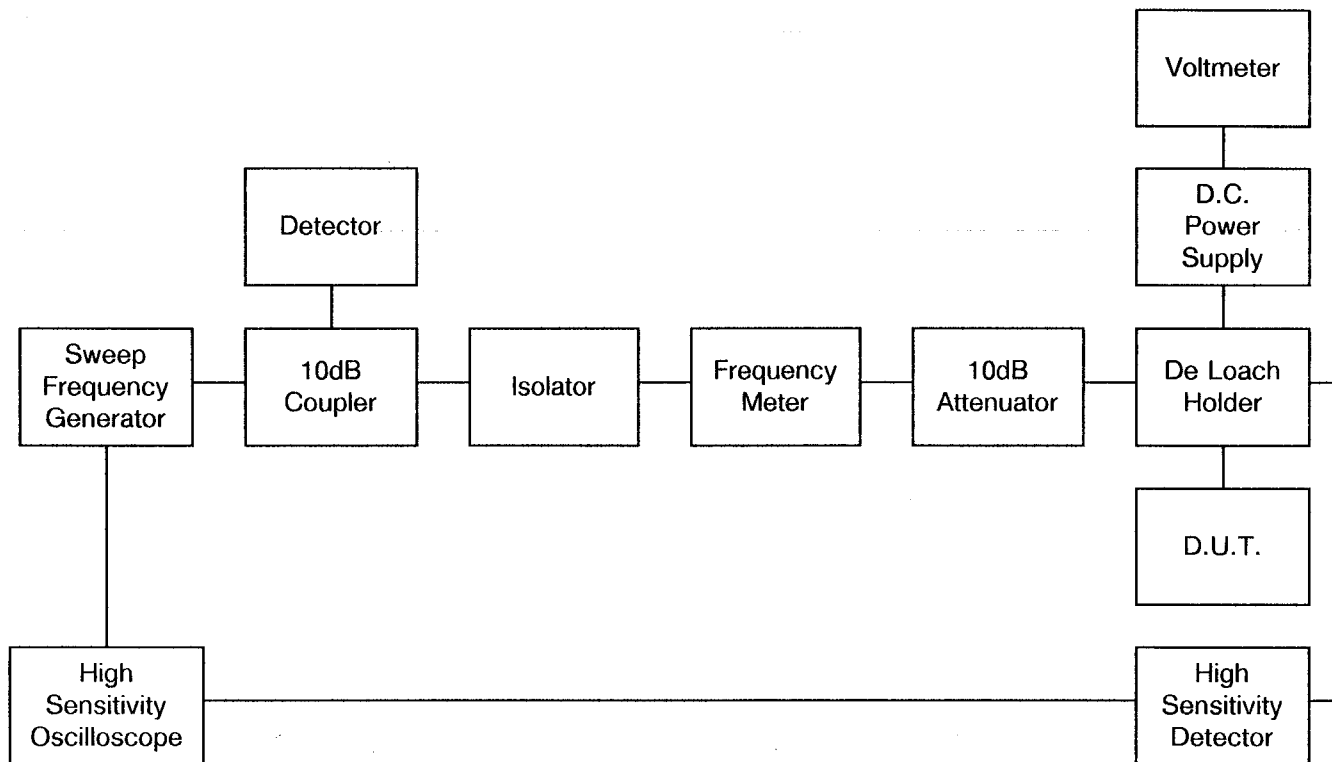 Voltmeter
Detector
D.C.
Power
Supply
Sweep
Frequency
Generator
10dB
Coupler
Isolator
Frequency
Meter
10dB
Attenuator
De Loach
Holder
D.U.T.
High
Sensitivity
Oscilloscope
High
Sensitivity
Detector